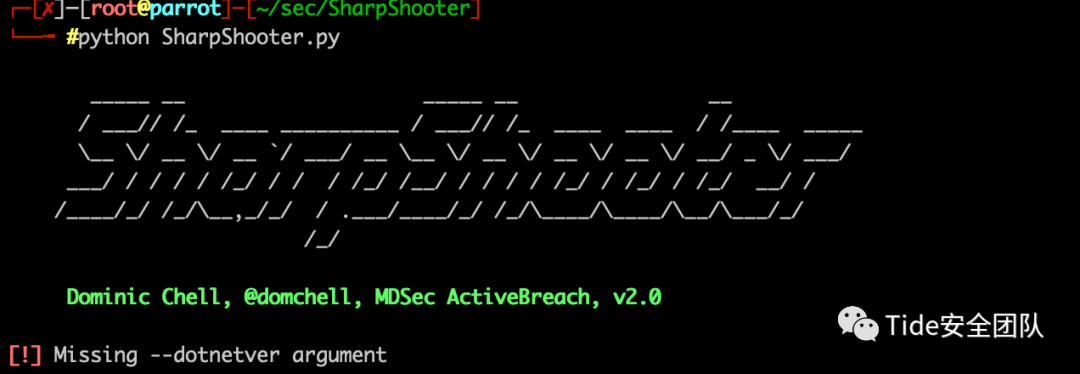 ┌─[✗]─[root@parrot]─[~/sec/SharpShooter]
└──╼ #python SharpShooter.py
SharpShooter
Dominic Chell, @domchell, MDSec ActiveBreach, v2.0
Tide安全团队
[!] Missing --dotnetver argument